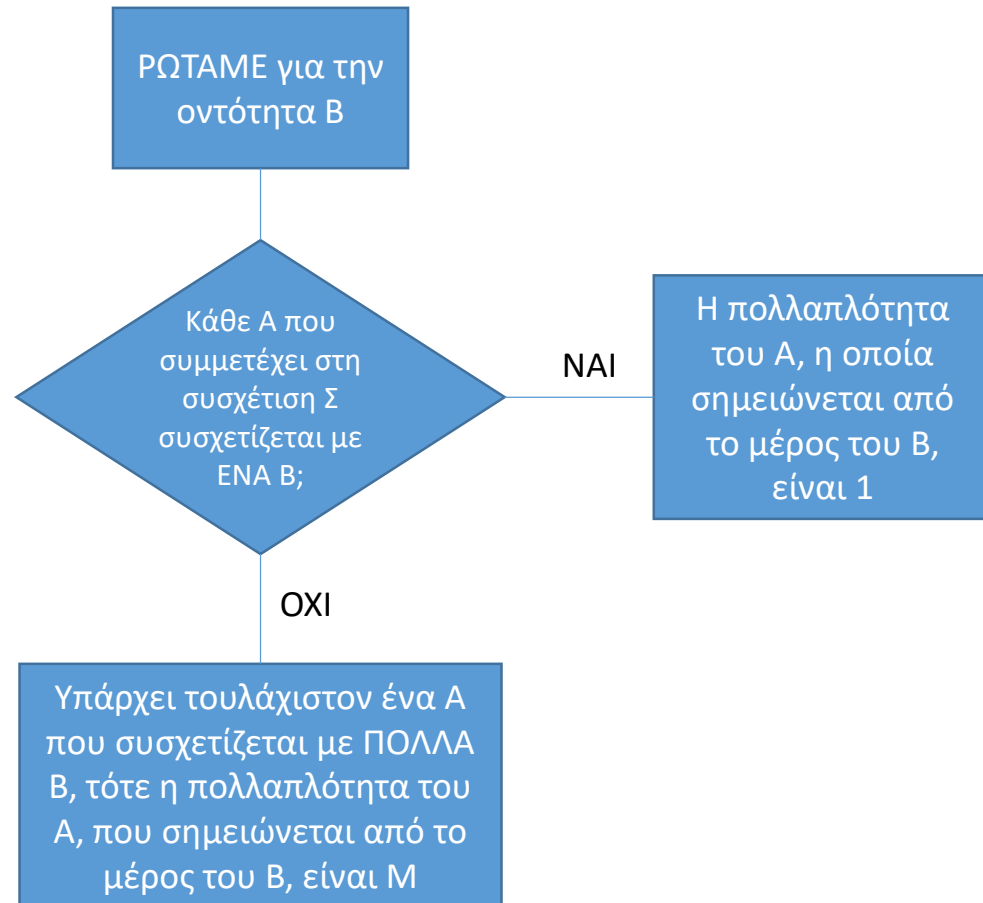 ΡΩΤΑΜΕ για την
οντότητα Β
Κάθε Α που
συμμετέχει στη
συσχέτιση Σ
συσχετίζεται με
ΕΝΑ Β;
ΝΑΙ
Η πολλαπλότητα
του Α, η οποία
σημειώνεται από
το μέρος του Β,
είναι 1
ΟΧΙ
Υπάρχει τουλάχιστον ένα Α
που συσχετίζεται με ΠΟΛΛΑ
Β, τότε η πολλαπλότητα του
Α, που σημειώνεται από το
μέρος του Β, είναι Μ